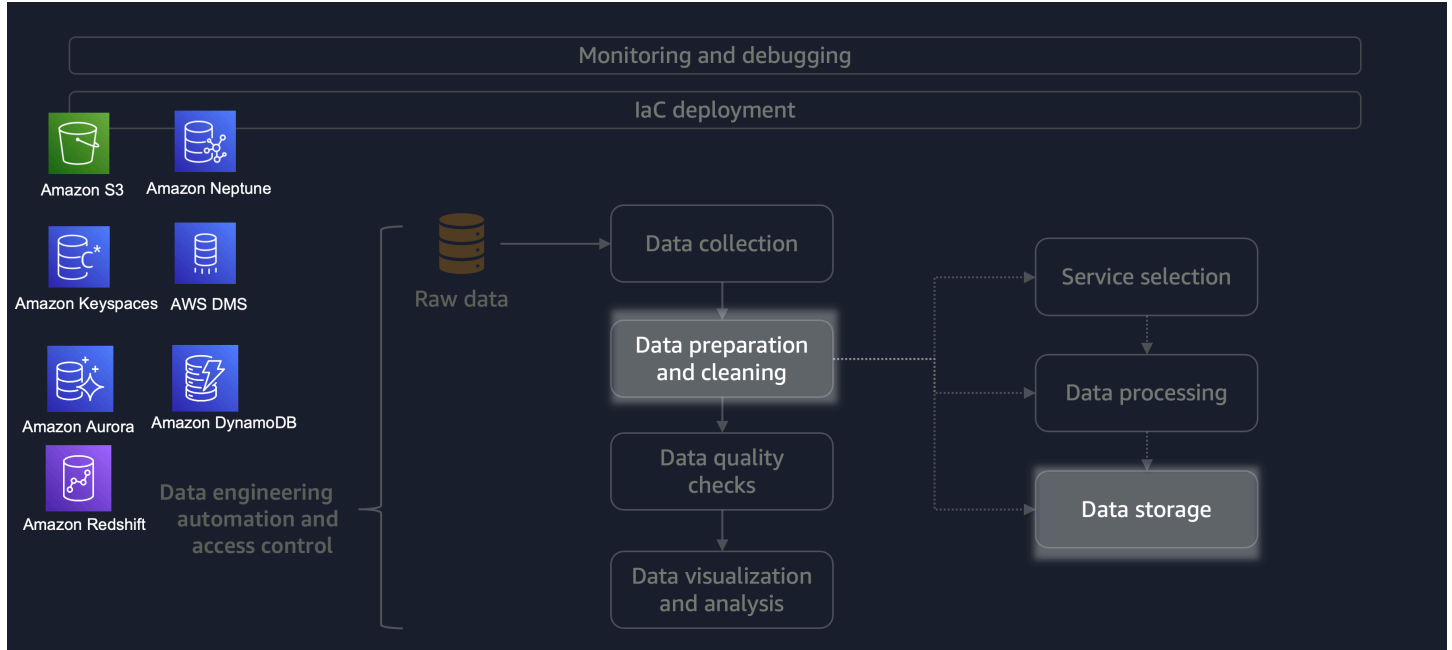 Monitoring and debugging
IaC deployment
Amazon S3
Amazon Neptune
Amazon Keyspaces
AWS DMS
Amazon Aurora
Amazon DynamoDB
Amazon Redshift
Data engineering
automation and
access control
Raw data
Data collection
Data preparation
and cleaning
Data quality
checks
Data visualization
and analysis
Service selection
Data processing
Data storage